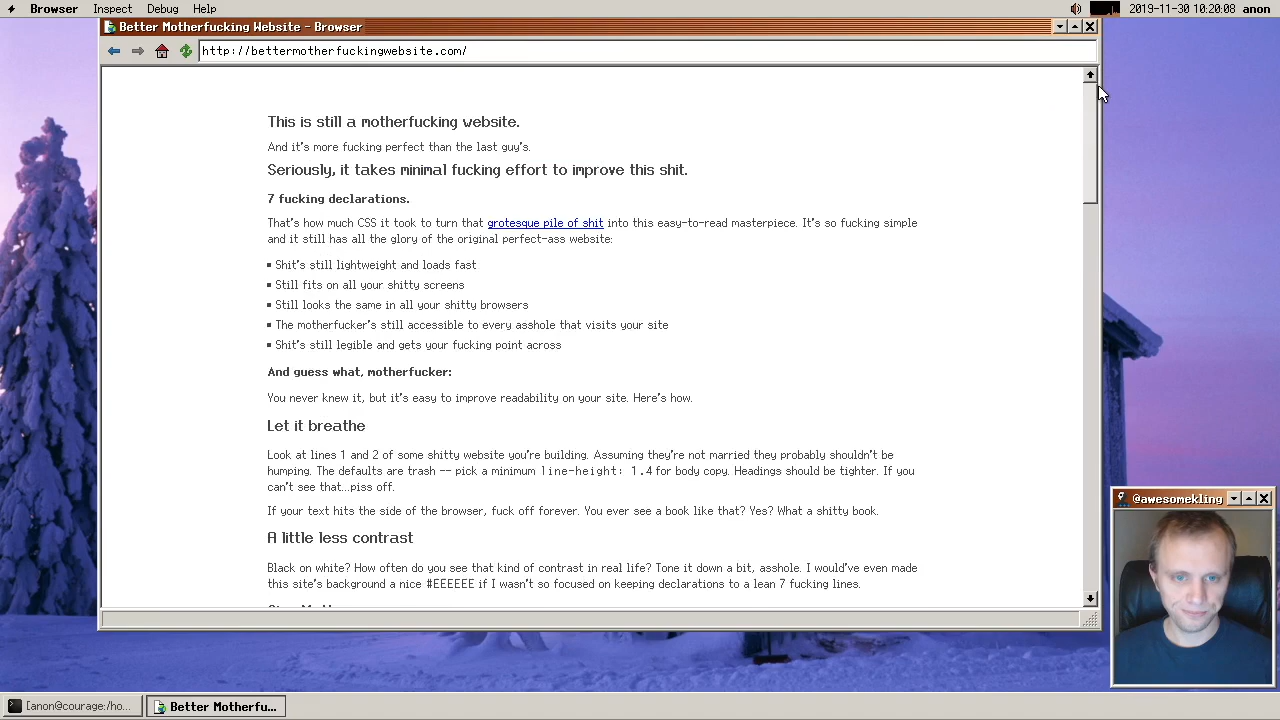 Browser Inspect Debug Help 2019-11-30 10:20:08 anon
Better Motherfucking Website - Browser
http://bettermotherfuckingwebsite.com/
This is still a motherfucking website.
And it's more fucking perfect than the last guy's.
Seriously, it takes minimal fucking effort to improve this shit.
7 fucking declarations.
That's how much CSS it took to turn that grotesque pile of shit into this easy-to-read masterpiece. It's so fucking simple
and it still has all the glory of the original perfect-ass website:
Shit's still lightweight and loads fast
Still fits on all your shitty screens
Still looks the same in all your shitty browsers
The motherfucker's still accessible to every asshole that visits your site
Shit's still legible and gets your fucking point across
And guess what, motherfucker:
You never knew it, but it's easy to improve readability on your site. Here's how.
Let it breathe
Look at lines 1 and 2 of some shitty website you're building. Assuming they're not married they probably shouldn't be
humping. The defaults are trash -- pick a minimum line-height: 1.4 for body copy. Headings should be tighter. If you
can't see that...piss off.
If your text hits the side of the browser, fuck off forever. You ever see a book like that? Yes? What a shitty book.
A little less contrast
Black on white? How often do you see that kind of contrast in real life? Tone it down a bit, asshole. I would've even made
this site's background a nice #EEEEEE if I wasn't so focused on keeping declarations to a lean 7 fucking lines.
@awesomekling
[anon@courage:/ho...
Better Motherfu...